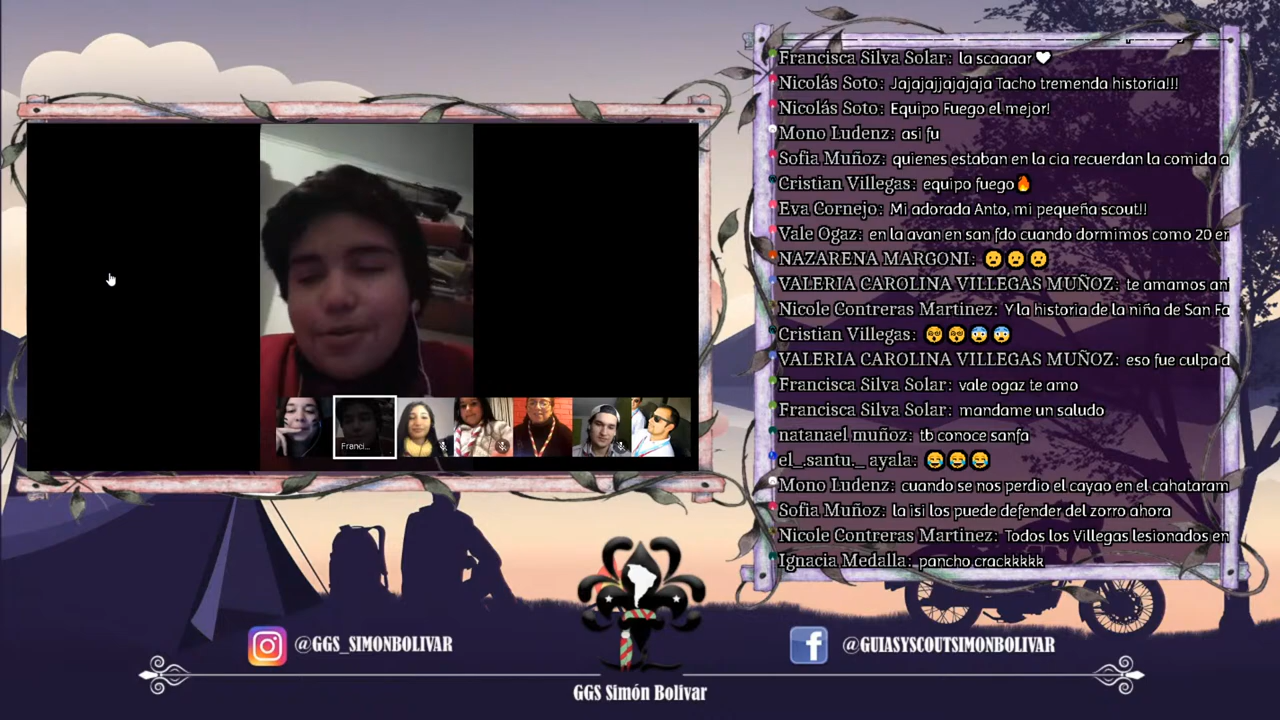 Francisca Silva Solar: la scaaaar 🤍
Nicolás Soto: Jajajajjajajaja Tacho tremenda historia!!!
Nicolás Soto: Equipo Fuego el mejor!
Mono Ludenz: asi fu
Sofia Muñoz: quienes estaban en la cia recuerdan la comida a
Cristian Villegas: equipo fuego🔥
Eva Cornejo: Mi adorada Anto, mi pequeña scout!!
Vale Ogaz: en la avan en san fdo cuando dormimos como 20 en
NAZARENA MARGONI: 😧😧😧
VALERIA CAROLINA VILLEGAS MUÑOZ: te amamos an
Nicole Contreras Martinez: Y la historia de la niña de San Fa
Cristian Villegas: 😵😵😨😨
VALERIA CAROLINA VILLEGAS MUÑOZ: eso fue culpa d
Francisca Silva Solar: vale ogaz te amo
Francisca Silva Solar: mandame un saludo
natanael muñoz: tb conoce sanfa
el_.santu._ ayala: 😂😂😂
Mono Ludenz: cuando se nos perdio el cayao en el cahataram
Sofia Muñoz: la isi los puede defender del zorro ahora
Nicole Contreras Martinez: Todos los Villegas lesionados en
Ignacia Medalla: pancho crackkkkk
Franci...
@GGS_SIMONBOLIVAR
@GUIASYSCOUTSIMONBOLIVAR
GGS Simón Bolivar